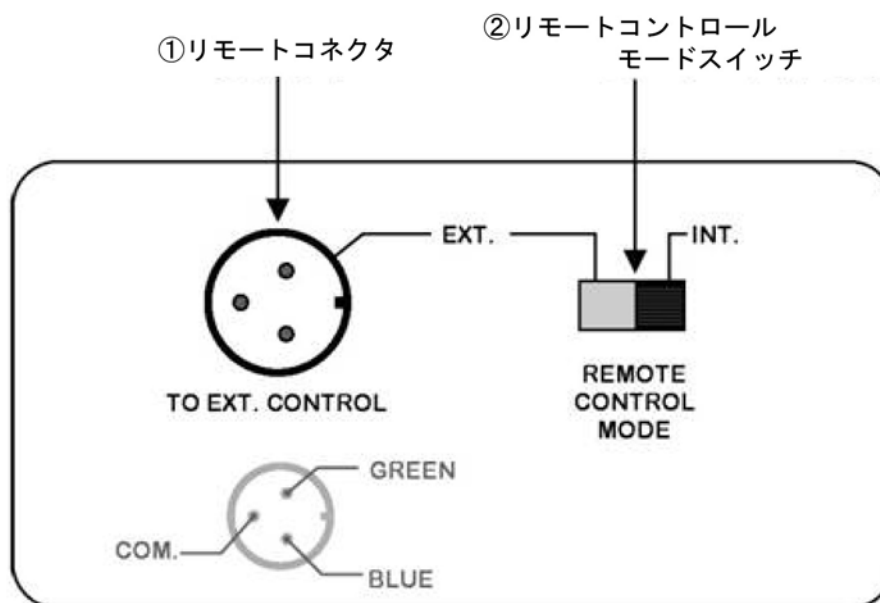 ①リモートコネクタ
②リモートコントロール
モードスイッチ
EXT.
INT.
TO EXT. CONTROL
REMOTE
CONTROL
MODE
GREEN
COM.
BLUE